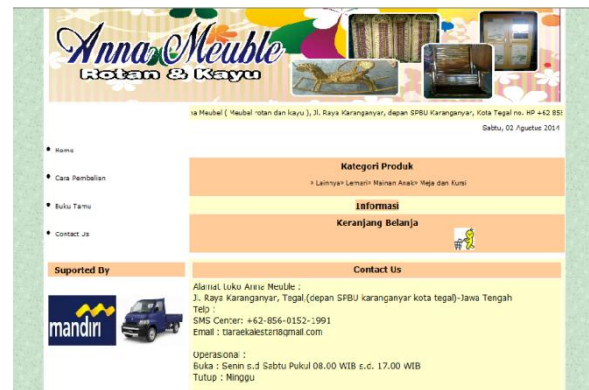 Anna Meuble
Rotan & Kayu
na Meubel ( Meubel rotan dan kayu ), Jl. Raya Karanganyar, depan SPBU Karanganyar, Kota Tegal no. HP +62 856
Sabtu, 02 Agustus 2014
Home
Cara Pembelian
Buku Tamu
Contact Us
Kategori Produk
> Lainnya> Lemari> Mainan Anak> Meja dan Kursi
Informasi
Keranjang Belanja
Suported By
mandiri
Contact Us
Alamat toko Anna Meuble :
Jl. Raya Karanganyar, Tegal,(depan SPBU karanganyar kota tegal)-Jawa Tengah
Telp :
SMS Center: +62-856-0152-1991
Email : tiaraekalestari@gmail.com
Operasional :
Buka : Senin s.d Sabtu Pukul 08.00 WIB s.d. 17.00 WIB
Tutup : Minggu